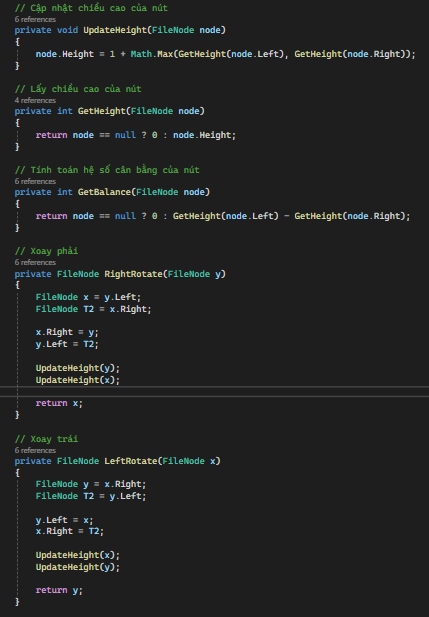 // Cập nhật chiều cao của nút
6 references
private void UpdateHeight(FileNode node)
{
    node.Height = 1 + Math.Max(GetHeight(node.Left), GetHeight(node.Right));
}
// Lấy chiều cao của nút
4 references
private int GetHeight(FileNode node)
{
    return node == null ? 0 : node.Height;
}
// Tính toán hệ số cân bằng của nút
6 references
private int GetBalance(FileNode node)
{
    return node == null ? 0 : GetHeight(node.Left) - GetHeight(node.Right);
}
// Xoay phải
6 references
private FileNode RightRotate(FileNode y)
{
    FileNode x = y.Left;
    FileNode T2 = x.Right;
    x.Right = y;
    y.Left = T2;
    UpdateHeight(y);
    UpdateHeight(x);
    return x;
}
// Xoay trái
6 references
private FileNode LeftRotate(FileNode x)
{
    FileNode y = x.Right;
    FileNode T2 = y.Left;
    y.Left = x;
    x.Right = T2;
    UpdateHeight(x);
    UpdateHeight(y);
    return y;
}